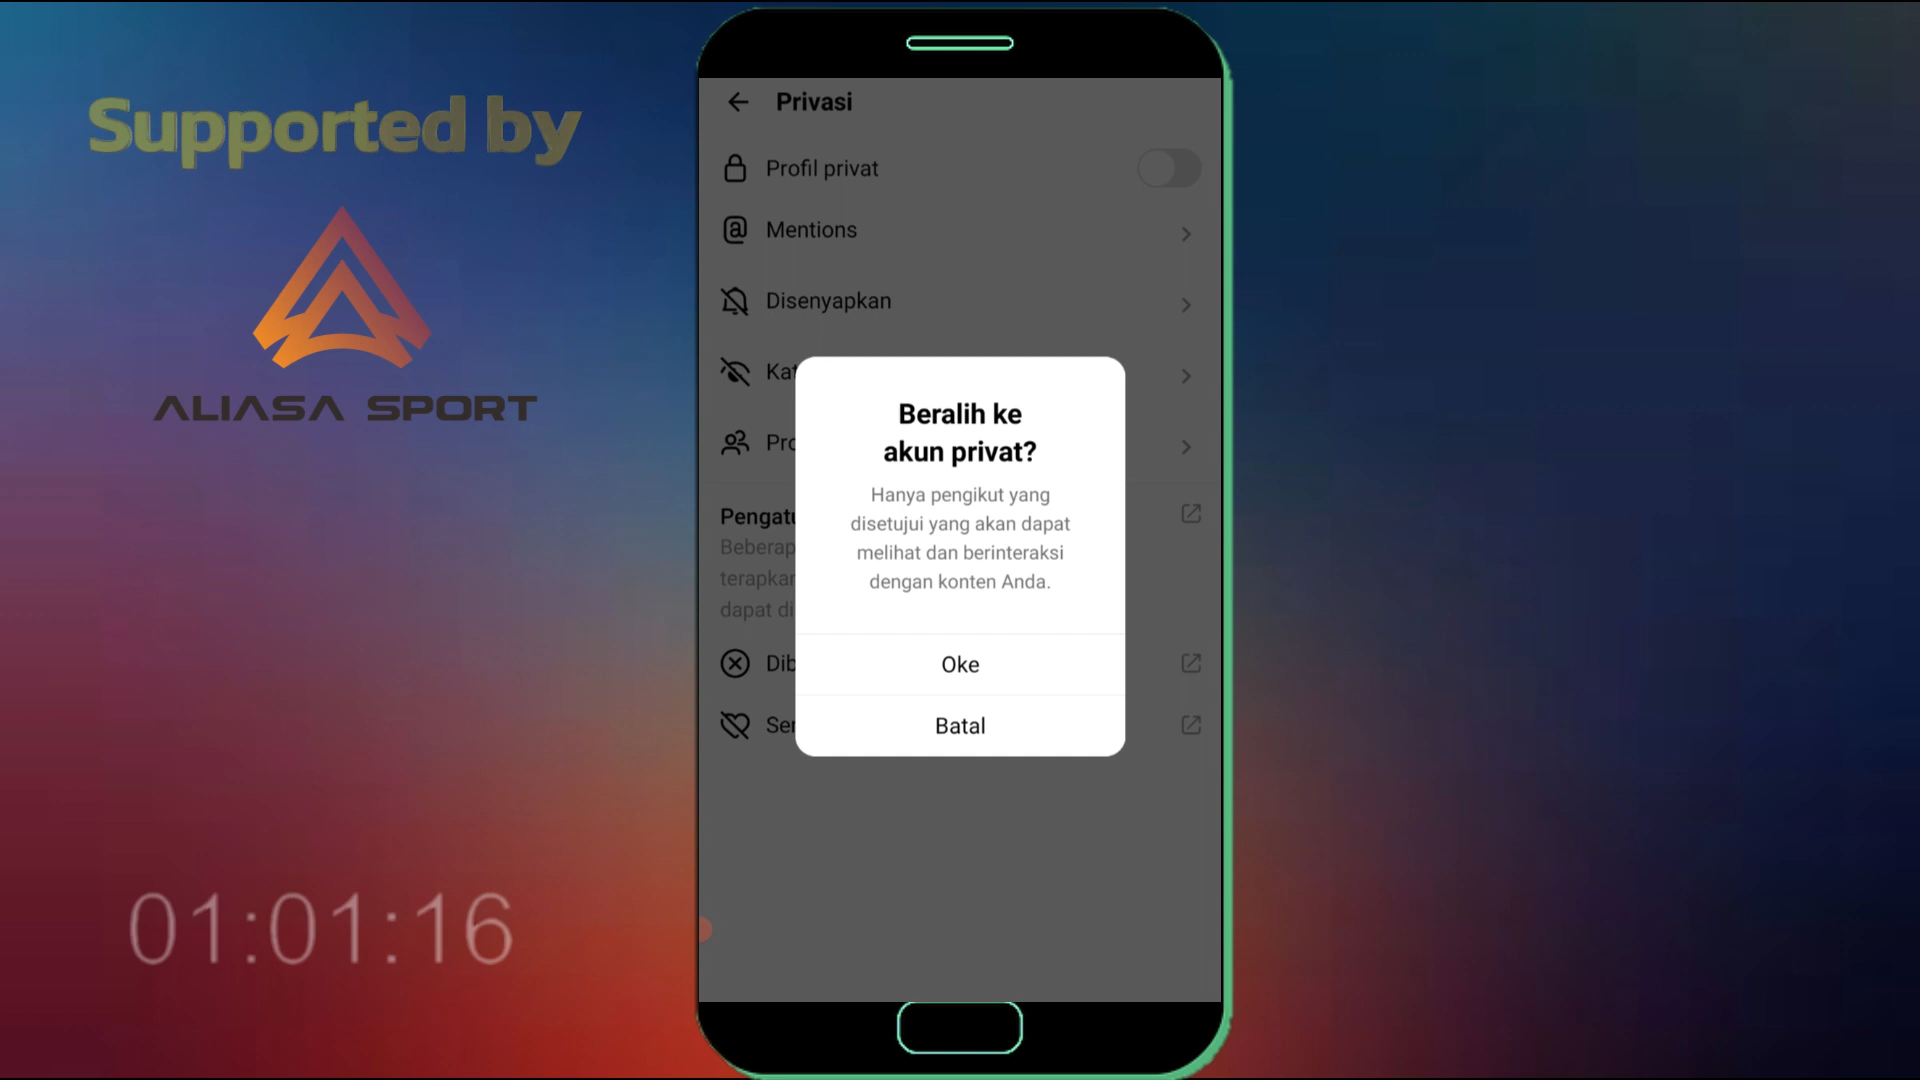 Supported by
ALIASA SPORT
01:01:16
Privasi
Profil privat
Mentions
Disenyapkan
Beralih ke
akun privat?
Hanya pengikut yang
disetujui yang akan dapat
melihat dan berinteraksi
dengan konten Anda.
Oke
Batal